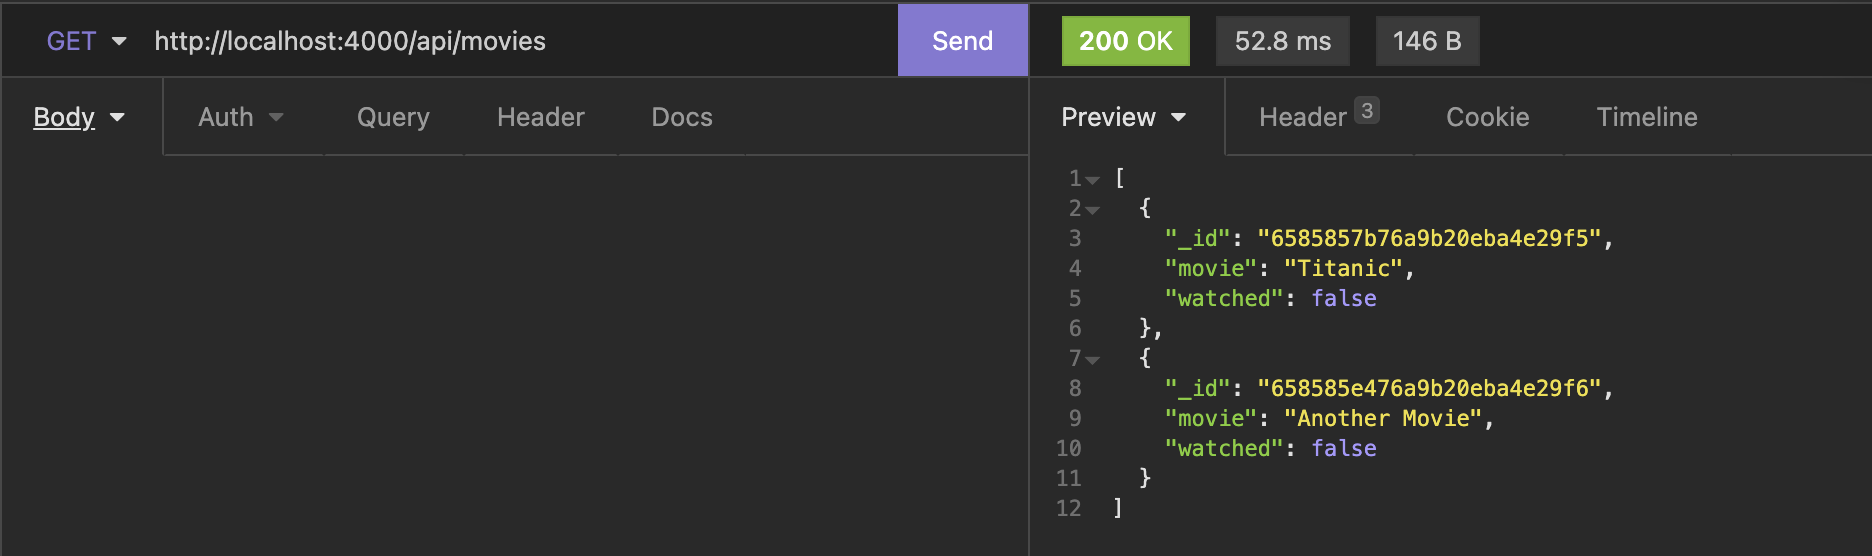 GET http://localhost:4000/api/movies Send 200 OK 52.8 ms 146 B
Body Auth Query Header Docs Preview Header 3 Cookie Timeline
1 [
2 {
3 "_id": "6585857b76a9b20eba4e29f5",
4 "movie": "Titanic",
5 "watched": false
6 },
7 {
8 "_id": "658585e476a9b20eba4e29f6",
9 "movie": "Another Movie",
10 "watched": false
11 }
12 ]